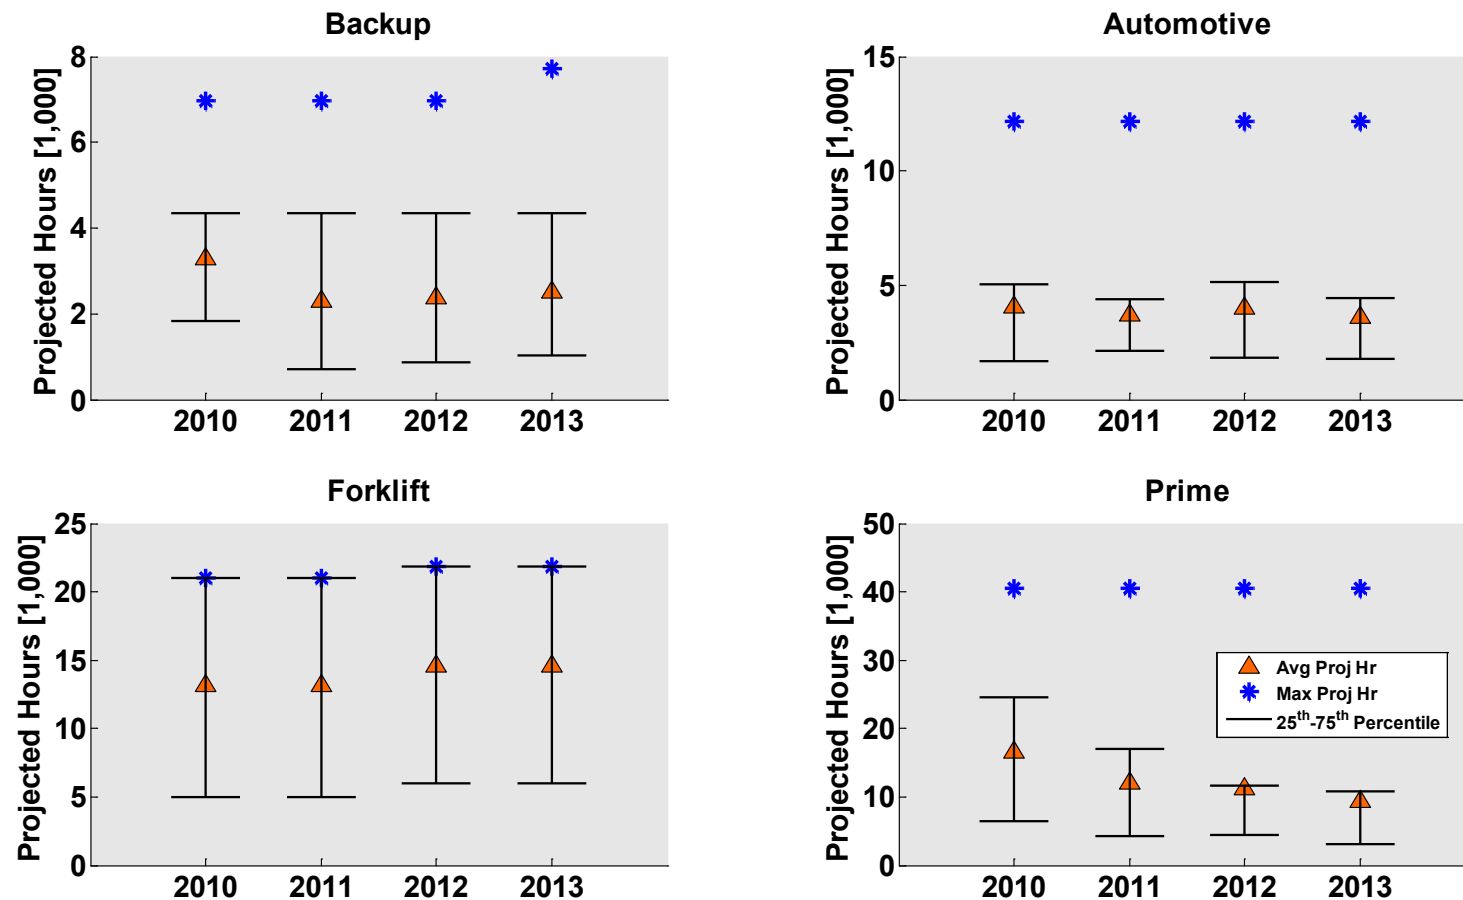 Backup
Projected Hours [1,000]
8
6
4
2
0
2010 2011 2012 2013
Automotive
Projected Hours [1,000]
15
10
5
0
2010 2011 2012 2013
Forklift
Projected Hours [1,000]
25
20
15
10
5
0
2010 2011 2012 2013
Prime
Projected Hours [1,000]
50
40
30
20
10
0
Avg Proj Hr
Max Proj Hr
25th-75th Percentile
2010 2011 2012 2013